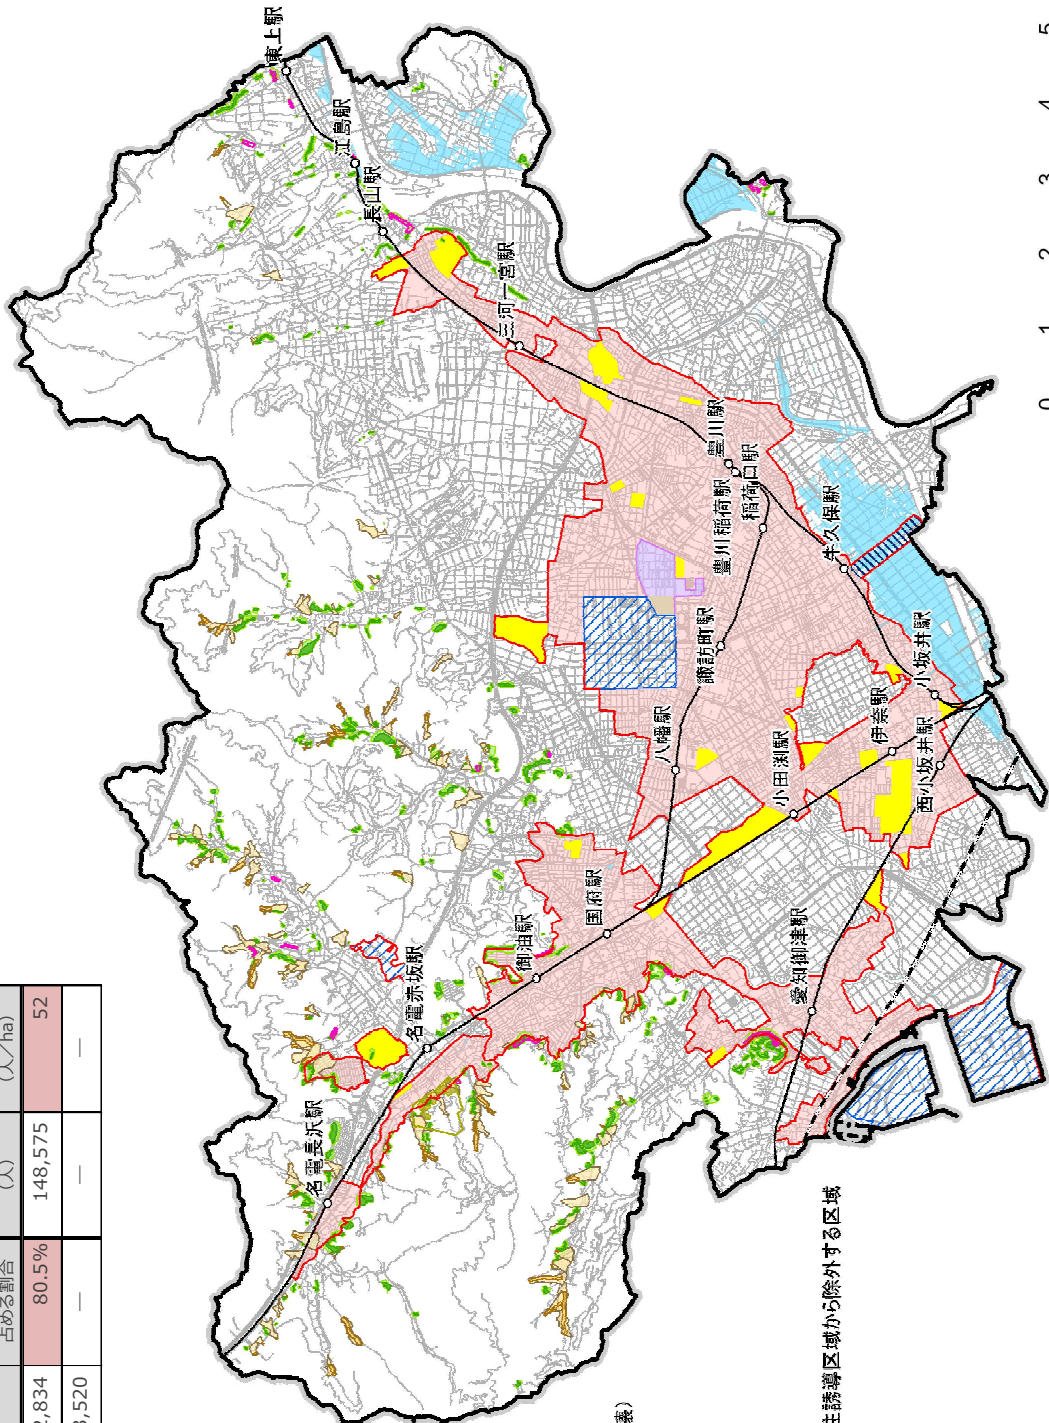 占める割合
(人)
(人/ha)
2,834
80.5%
148,575
52
3,520
—
—
—
東上駅
江島駅
長山駅
三河一宮駅
豊川駅
豊川稲荷駅
稲荷口駅
牛久保駅
諏訪町駅
八幡駅
小田渕駅
伊奈駅
小坂井駅
西小坂井駅
国府駅
御油駅
名電赤坂駅
名電長沢駅
愛知御津駅
主誘導区域から除外する区域
0
1
2
3
4
5